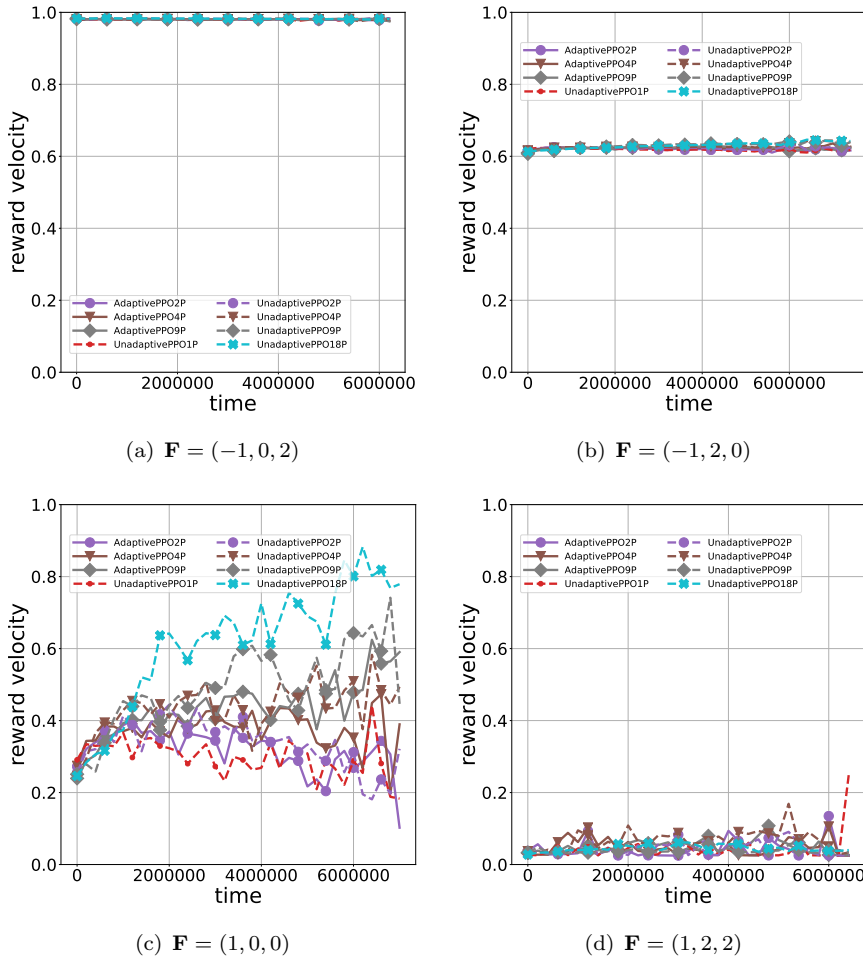 1.0
0.8
0.6
0.4
0.2
0.0
reward velocity
AdaptivePPO2P
AdaptivePPO4P
AdaptivePPO9P
UnadaptivePPO1P
UnadaptivePPO2P
UnadaptivePPO4P
UnadaptivePPO9P
UnadaptivePPO18P
0 2000000 4000000 6000000
time
(a) F = (−1, 0, 2)
1.0
0.8
0.6
0.4
0.2
0.0
reward velocity
AdaptivePPO2P
AdaptivePPO4P
AdaptivePPO9P
UnadaptivePPO1P
UnadaptivePPO2P
UnadaptivePPO4P
UnadaptivePPO9P
UnadaptivePPO18P
0 2000000 4000000 6000000
time
(b) F = (−1, 2, 0)
1.0
0.8
0.6
0.4
0.2
0.0
reward velocity
AdaptivePPO2P
AdaptivePPO4P
AdaptivePPO9P
UnadaptivePPO1P
UnadaptivePPO2P
UnadaptivePPO4P
UnadaptivePPO9P
UnadaptivePPO18P
0 2000000 4000000 6000000
time
(c) F = (1, 0, 0)
1.0
0.8
0.6
0.4
0.2
0.0
reward velocity
AdaptivePPO2P
AdaptivePPO4P
AdaptivePPO9P
UnadaptivePPO1P
UnadaptivePPO2P
UnadaptivePPO4P
UnadaptivePPO9P
UnadaptivePPO18P
0 2000000 4000000 6000000
time
(d) F = (1, 2, 2)